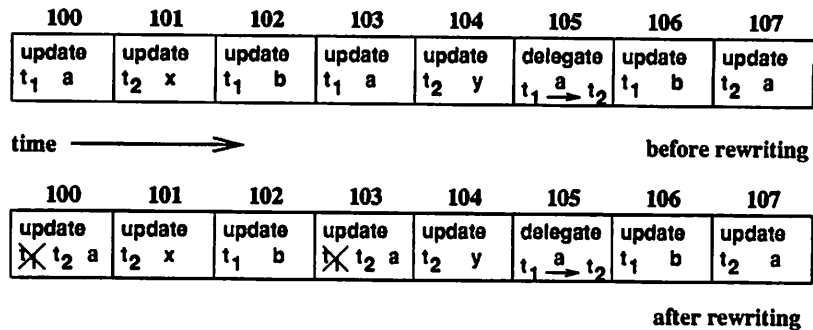 100 101 102 103 104 105 106 107
update update update update update delegate update update
t1 a t2 x t1 b t1 a t2 y t1 a t2 t1 b t2 a
time before rewriting
100 101 102 103 104 105 106 107
update update update update update delegate update update
t1 t2 a t2 x t1 b t1 t2 a t2 y t1 a t2 t1 b t2 a
after rewriting